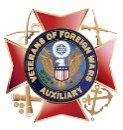 VETERANS OF FOREIGN WARS
AUXILIARY